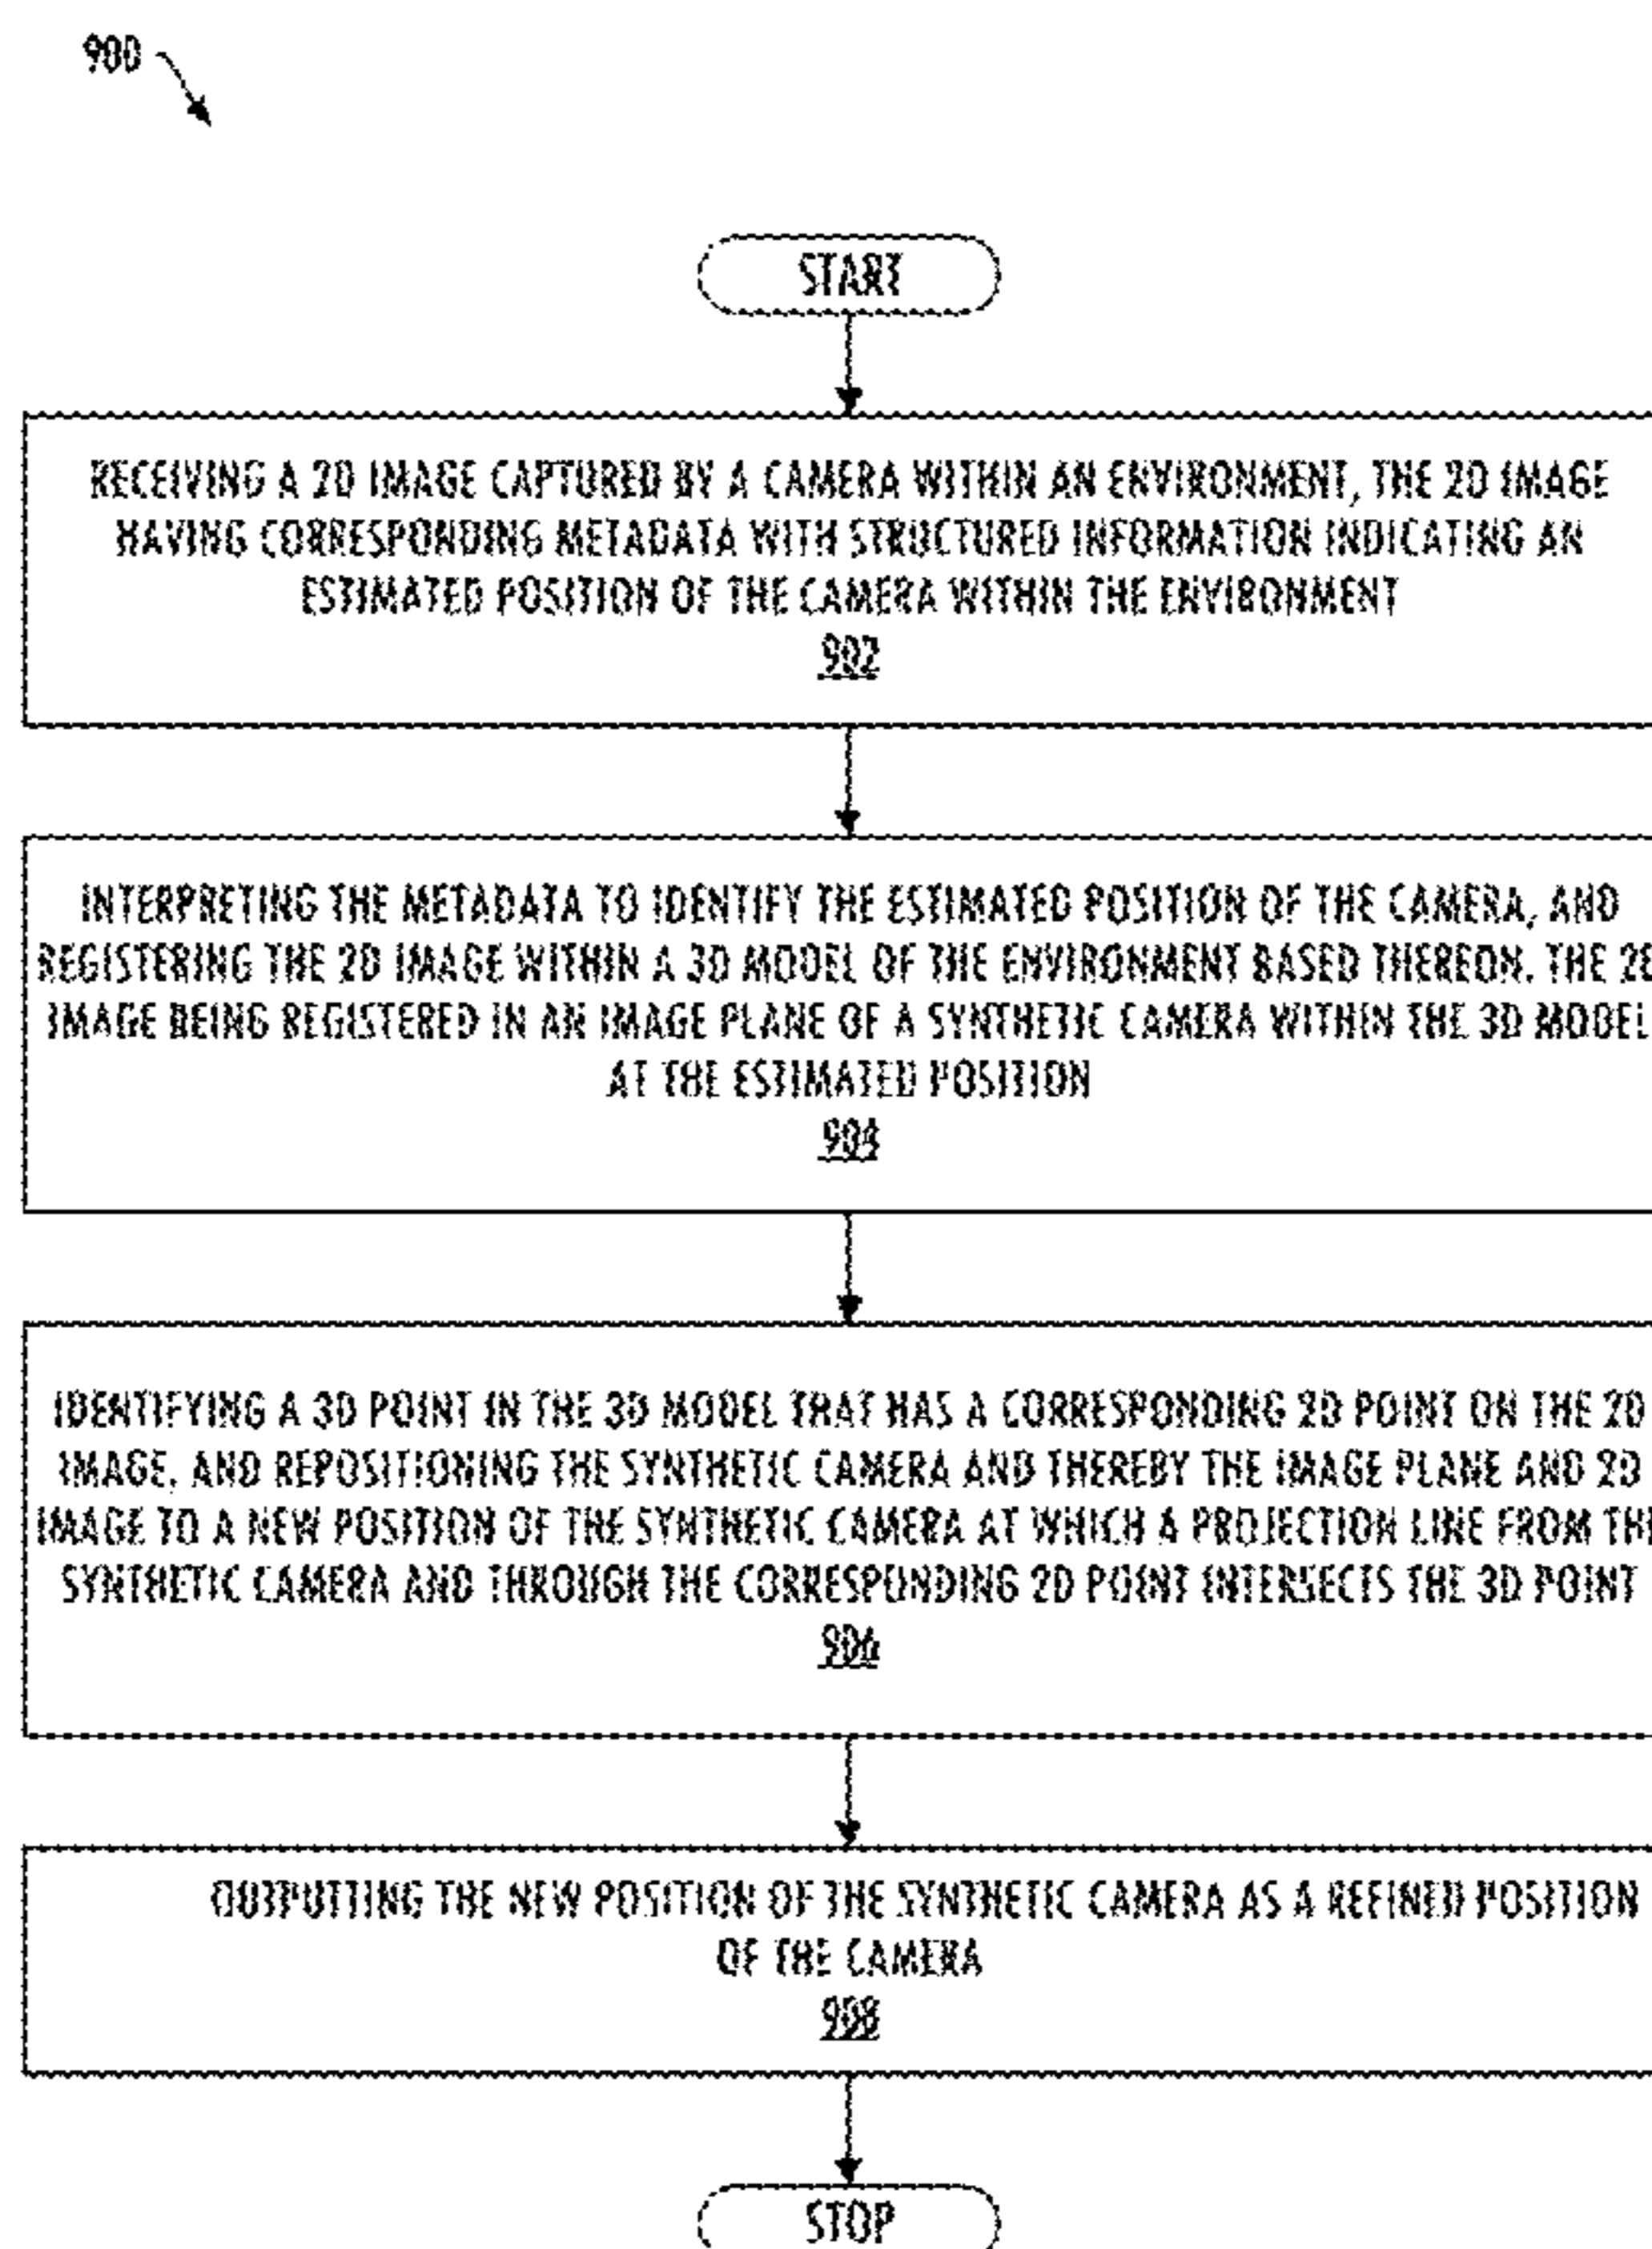 900
START
RECEIVING A 2D IMAGE CAPTURED BY A CAMERA WITHIN AN ENVIRONMENT, THE 2D IMAGE
HAVING CORRESPONDING METADATA WITH STRUCTURED INFORMATION INDICATING AN
ESTIMATED POSITION OF THE CAMERA WITHIN THE ENVIRONMENT
902
INTERPRETING THE METADATA TO IDENTIFY THE ESTIMATED POSITION OF THE CAMERA, AND
REGISTERING THE 2D IMAGE WITHIN A 3D MODEL OF THE ENVIRONMENT BASED THEREON, THE 2D
IMAGE BEING REGISTERED IN AN IMAGE PLANE OF A SYNTHETIC CAMERA WITHIN THE 3D MODEL
AT THE ESTIMATED POSITION
904
IDENTIFYING A 3D POINT IN THE 3D MODEL THAT HAS A CORRESPONDING 2D POINT ON THE 2D
IMAGE, AND REPOSITIONING THE SYNTHETIC CAMERA AND THEREBY THE IMAGE PLANE AND 2D
IMAGE TO A NEW POSITION OF THE SYNTHETIC CAMERA AT WHICH A PROJECTION LINE FROM THE
SYNTHETIC CAMERA AND THROUGH THE CORRESPONDING 2D POINT INTERSECTS THE 3D POINT
906
OUTPUTTING THE NEW POSITION OF THE SYNTHETIC CAMERA AS A REFINED POSITION
OF THE CAMERA
908
STOP